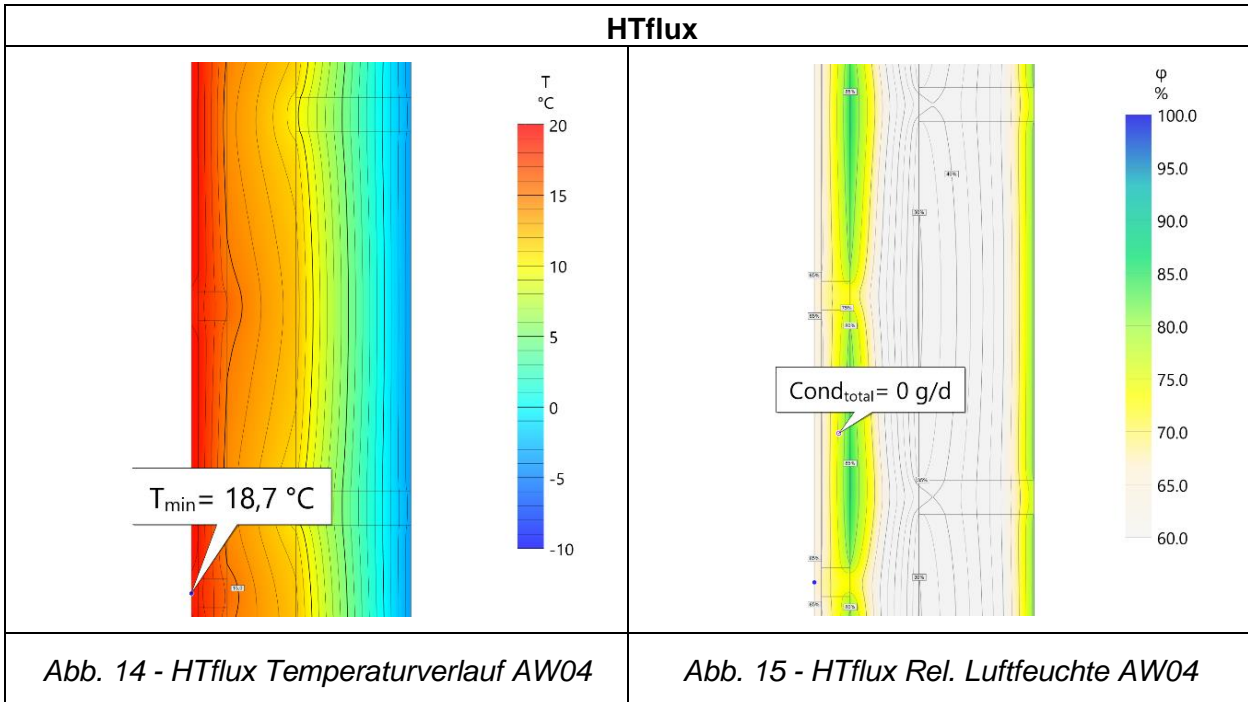 HTflux
T
°C
20
15
10
5
0
-5
-10
Tmin= 18,7 °C
φ
%
100.0
95.0
90.0
85.0
80.0
75.0
70.0
65.0
60.0
Condtotal= 0 g/d
Abb. 14 - HTflux Temperaturverlauf AW04
Abb. 15 - HTflux Rel. Luftfeuchte AW04